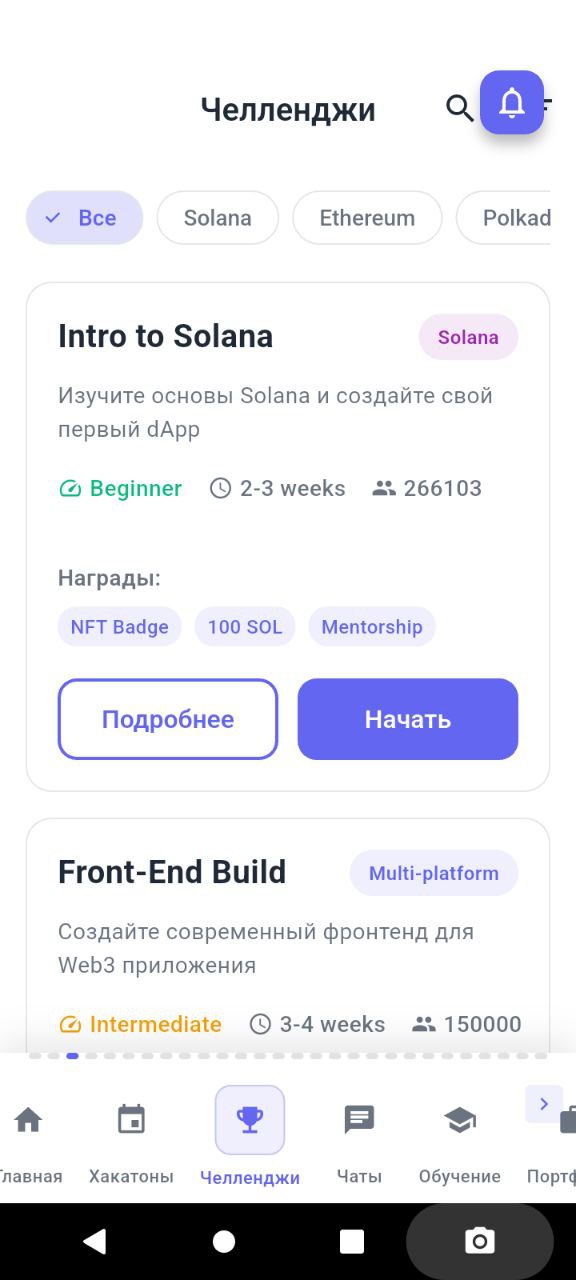 Челленджи
Все
Solana
Ethereum
Polkad
Intro to Solana
Solana
Изучите основы Solana и создайте свой
первый dApp
Beginner
2-3 weeks
266103
Награды:
NFT Badge
100 SOL
Mentorship
Подробнее
Начать
Front-End Build
Multi-platform
Создайте современный фронтенд для
Web3 приложения
Intermediate
3-4 weeks
150000
Главная
Хакатоны
Челленджи
Чаты
Обучение
Портф